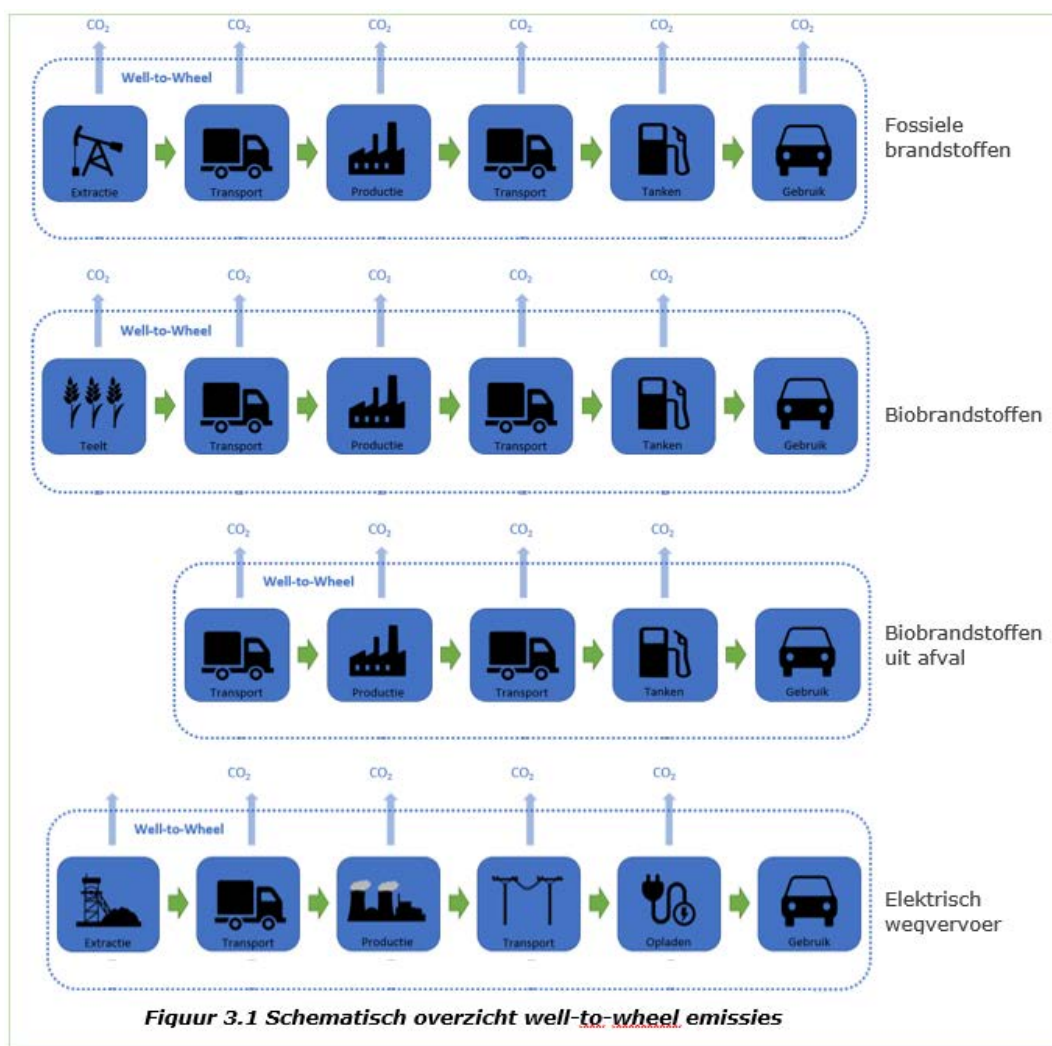 CO₂ CO₂ CO₂ CO₂ CO₂ CO₂
Well-to-Wheel
Extractie Transport Productie Transport Tanken Gebruik
Fossiele
brandstoffen
CO₂ CO₂ CO₂ CO₂ CO₂
Well-to-Wheel
Teelt Transport Productie Transport Tanken Gebruik
Biobrandstoffen
CO₂ CO₂ CO₂ CO₂
Well-to-Wheel
Transport Productie Transport Tanken Gebruik
Biobrandstoffen
uit afval
CO₂ CO₂ CO₂ CO₂
Well-to-Wheel
Extractie Transport Productie Transport Opladen Gebruik
Elektrisch
wegvervoer
Figuur 3.1 Schematisch overzicht well-to-wheel emissies